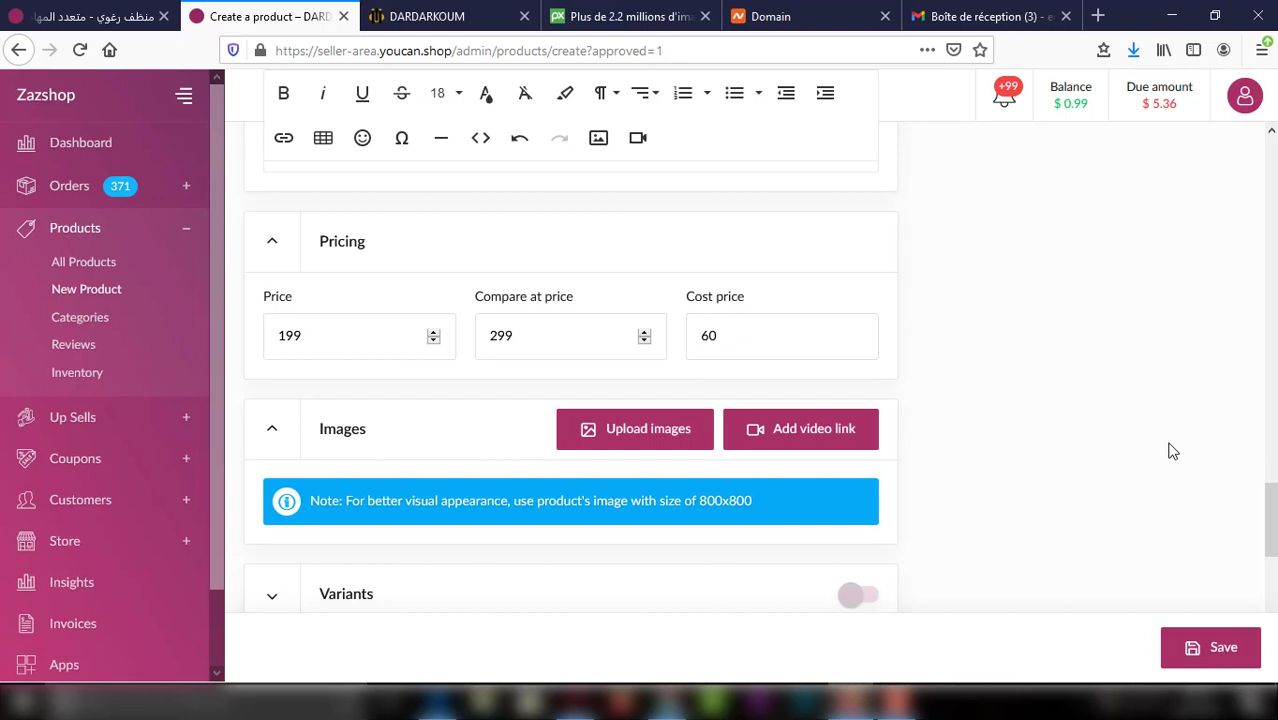 منظف رغوي - متعدد المها
Create a product – DARD
DARDARKOUM
Plus de 2.2 millions d'ima
Domain
Boîte de réception (3) - e
https://seller-area.youcan.shop/admin/products/create?approved=1
Zazshop
18
+99
Balance
$ 0.99
Due amount
$ 5.36
Dashboard
Orders 371 +
Products −
All Products
New Product
Categories
Reviews
Inventory
Up Sells +
Coupons +
Customers +
Store +
Insights
Invoices
Apps
Pricing
Price
Compare at price
Cost price
199
299
60
Images
Upload images
Add video link
Note: For better visual appearance, use product's image with size of 800x800
Variants
Save